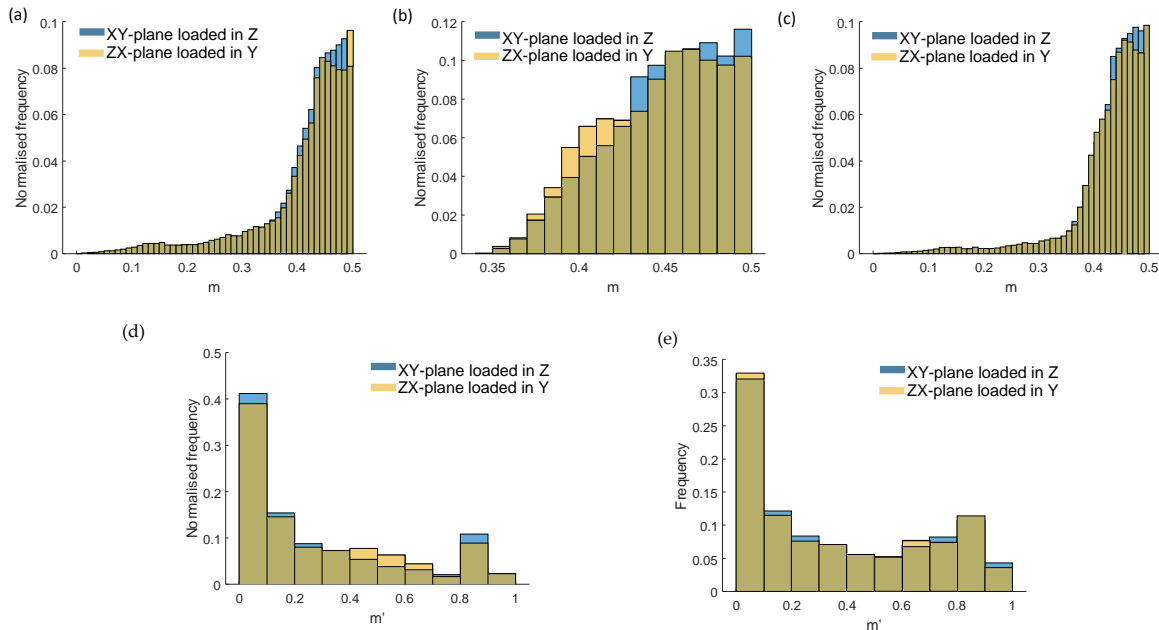 (a)
XY-plane loaded in Z
ZX-plane loaded in Y
Normalised frequency
0.1
0.08
0.06
0.04
0.02
0
0 0.1 0.2 0.3 0.4 0.5
m
(b)
XY-plane loaded in Z
ZX-plane loaded in Y
Normalised frequency
0.12
0.10
0.08
0.06
0.04
0.02
0
0.35 0.4 0.45 0.5
m
(c)
XY-plane loaded in Z
ZX-plane loaded in Y
Normalised frequency
0.1
0.08
0.06
0.04
0.02
0
0 0.1 0.2 0.3 0.4 0.5
m
(d)
XY-plane loaded in Z
ZX-plane loaded in Y
Normalised frequency
0.5
0.4
0.3
0.2
0.1
0
0 0.2 0.4 0.6 0.8 1
m'
(e)
XY-plane loaded in Z
ZX-plane loaded in Y
Frequency
0.35
0.3
0.25
0.2
0.15
0.1
0.05
0
0 0.2 0.4 0.6 0.8 1
m'